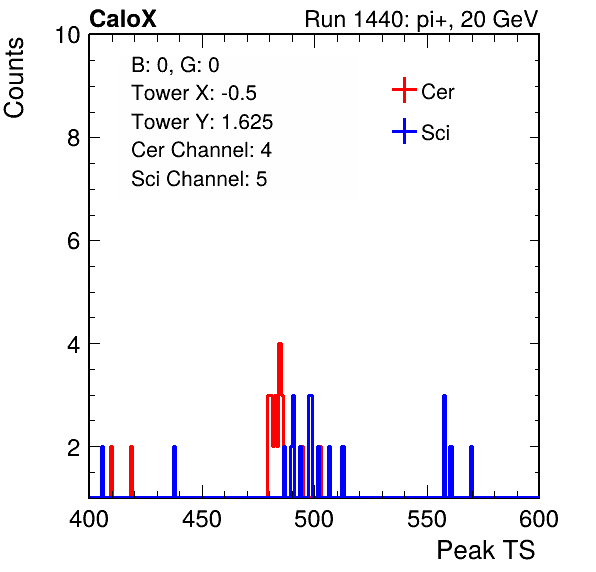 CaloX Run 1440: pi+, 20 GeV
Counts
10
8
6
4
2
B: 0, G: 0
Tower X: -0.5
Tower Y: 1.625
Cer Channel: 4
Sci Channel: 5
Cer
Sci
400 450 500 550 600
Peak TS